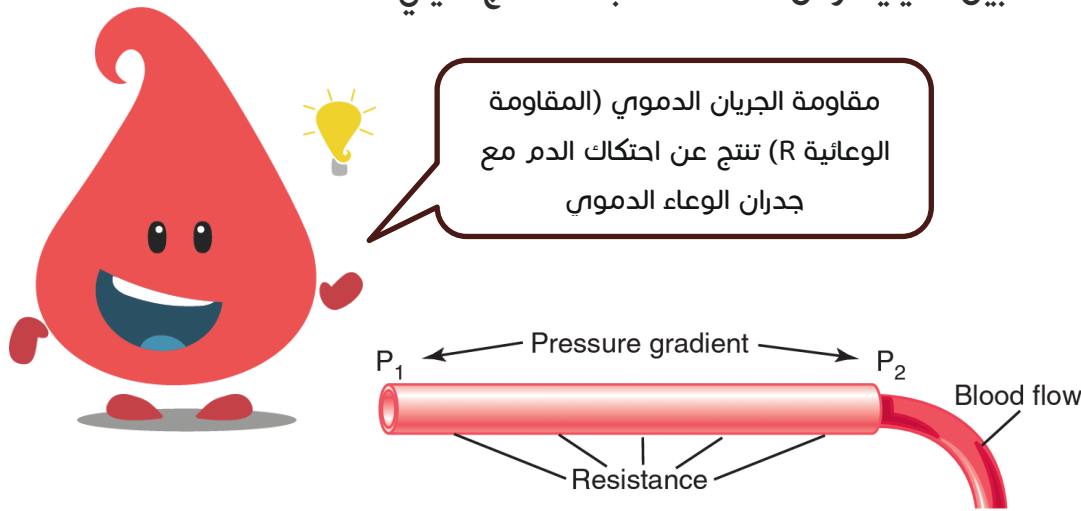 مقاومة الجريان الدموي (المقاومة
الوعائية R) تنتج عن احتكاك الدم مع
جدران الوعاء الدموي
Pressure gradient
P1
P2
Blood flow
Resistance